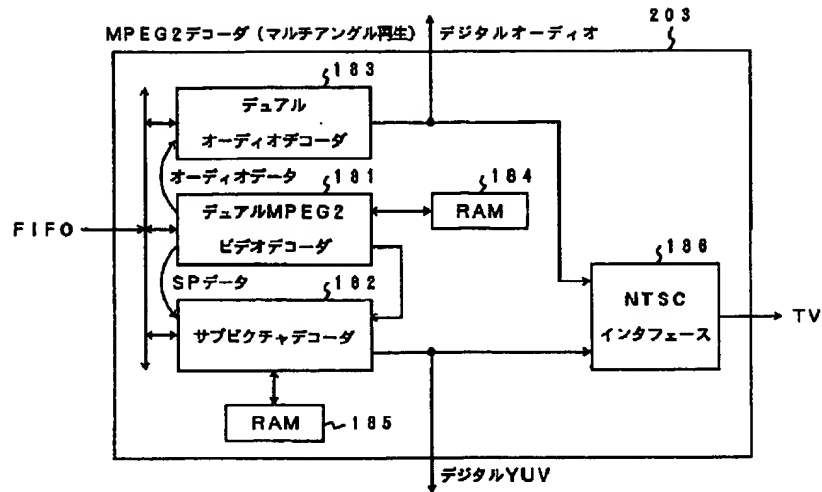 203
MPEG2デコーダ(マルチアングル再生)
デジタルオーディオ
183
デュアル
オーディオデコーダ
オーディオデータ
181
184
デュアルMPEG2
ビデオデコーダ
RAM
FIFO
SPデータ
182
186
サブピクチャデコーダ
NTSC
インタフェース
TV
RAM
185
デジタルYUV